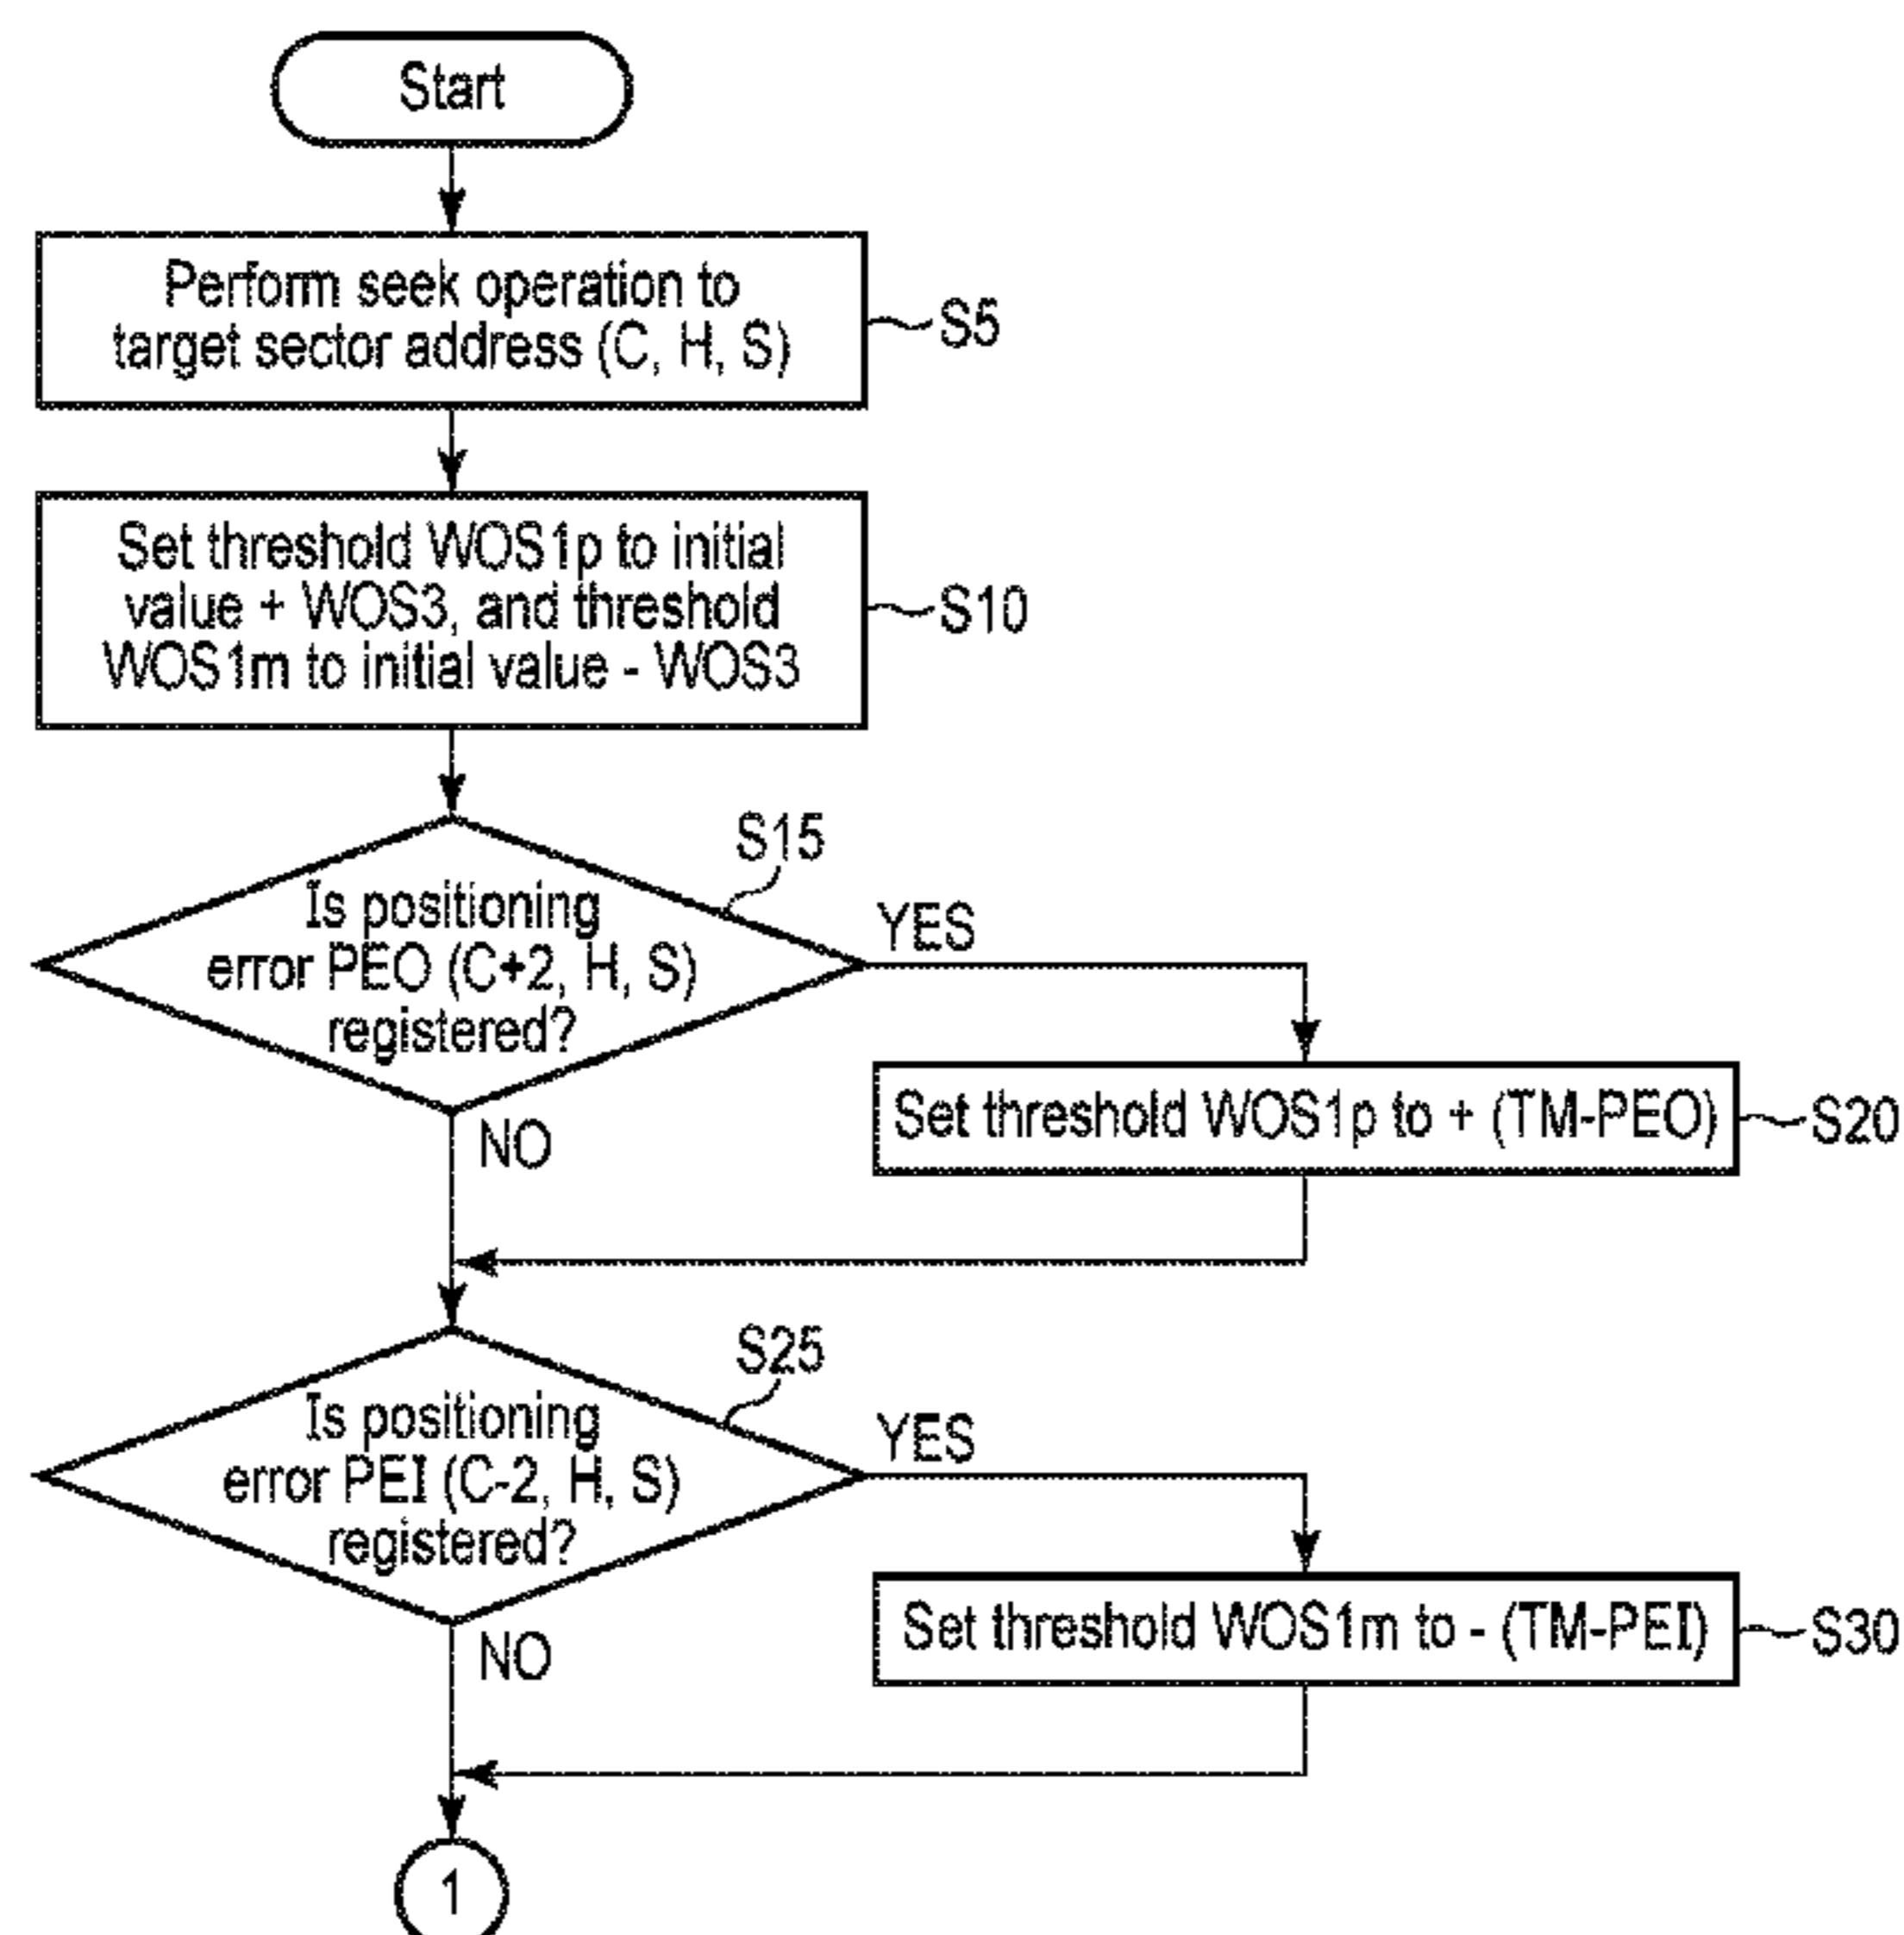 Start
Perform seek operation to
target sector address (C, H, S)
S5
Set threshold WOS1p to initial
value + WOS3, and threshold
WOS1m to initial value - WOS3
S10
S15
Is positioning
error PEO (C+2, H, S)
registered?
YES
NO
Set threshold WOS1p to + (TM-PEO)
S20
S25
Is positioning
error PEI (C-2, H, S)
registered?
YES
NO
Set threshold WOS1m to - (TM-PEI)
S30
1